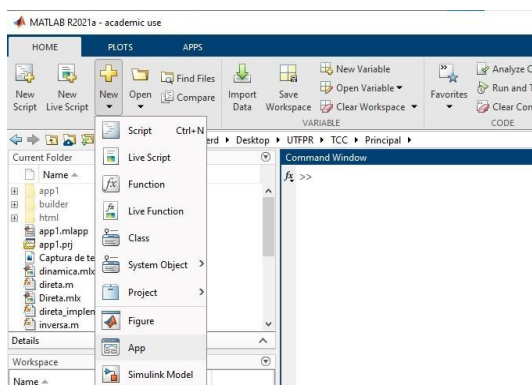 MATLAB R2021a - academic use
HOME PLOTS APPS
New Script
New Live Script
New
Open
Find Files
Compare
Import Data
Save Workspace
New Variable
Open Variable
Clear Workspace
VARIABLE
Favorites
Analyze C
Run and T
Clear Con
CODE
Script Ctrl+N
Live Script
fx Function
fx Live Function
Class
System Object
Project
Figure
App
Simulink Model
erd Desktop UTFPR TCC Principal
Current Folder
Name
app1
builder
html
app1.mlapp
app1.prj
Captura de te
dinamica.mlx
direta.m
Direta.mlx
direta_implen
inversa.m
Details
Workspace
Name
Command Window
fx >>